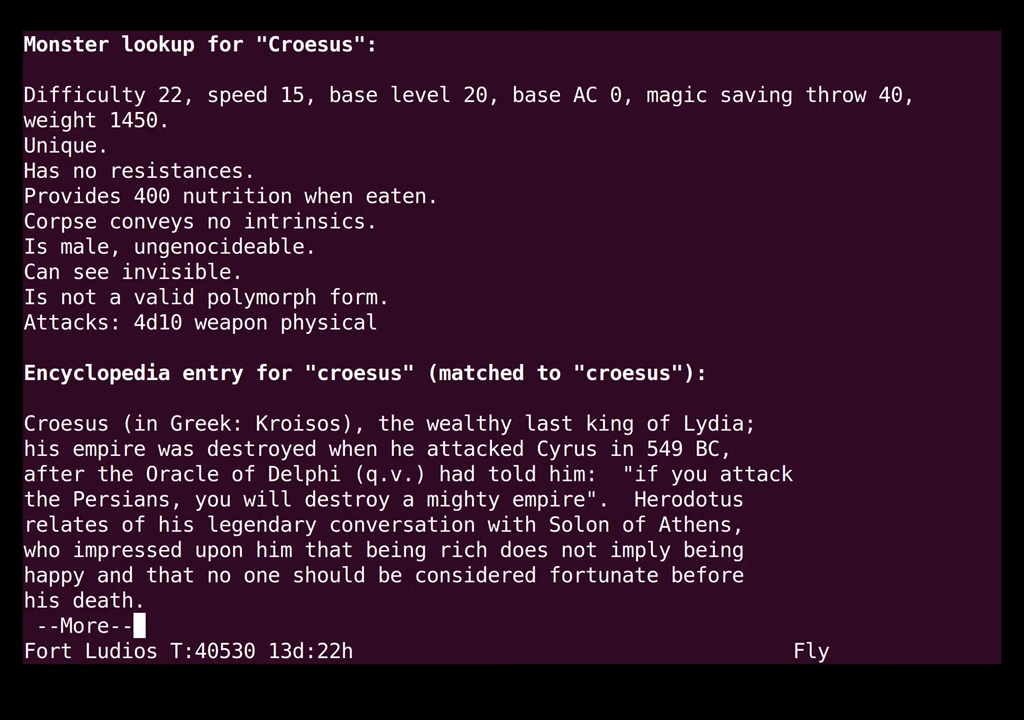 Monster lookup for "Croesus":
Difficulty 22, speed 15, base level 20, base AC 0, magic saving throw 40,
weight 1450.
Unique.
Has no resistances.
Provides 400 nutrition when eaten.
Corpse conveys no intrinsics.
Is male, ungenocideable.
Can see invisible.
Is not a valid polymorph form.
Attacks: 4d10 weapon physical
Encyclopedia entry for "croesus" (matched to "croesus"):
Croesus (in Greek: Kroisos), the wealthy last king of Lydia;
his empire was destroyed when he attacked Cyrus in 549 BC,
after the Oracle of Delphi (q.v.) had told him:  "if you attack
the Persians, you will destroy a mighty empire".  Herodotus
relates of his legendary conversation with Solon of Athens,
who impressed upon him that being rich does not imply being
happy and that no one should be considered fortunate before
his death.
--More--
Fort Ludios T:40530 13d:22h Fly